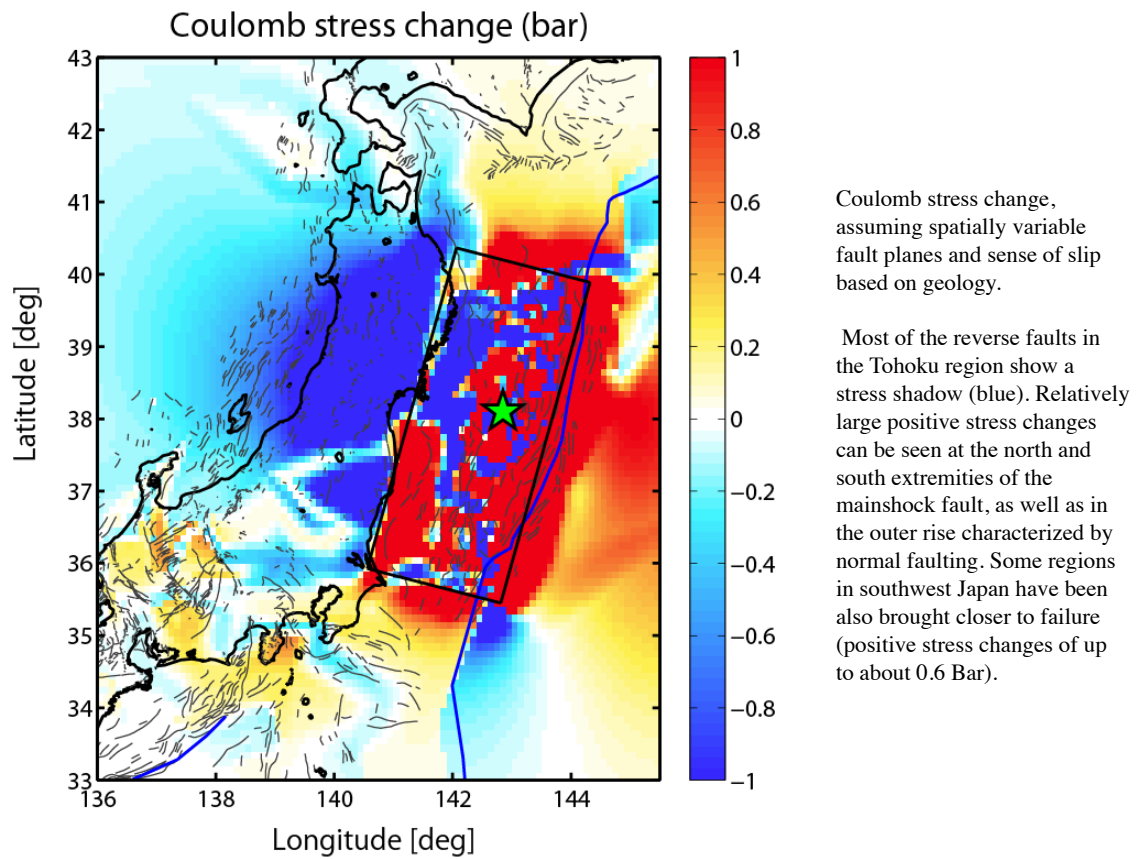 Coulomb stress change (bar)
43
42
41
40
39
38
37
36
35
34
33
Latitude [deg]
136
138
140
142
144
Longitude [deg]
1
0.8
0.6
0.4
0.2
0
−0.2
−0.4
−0.6
−0.8
−1
Coulomb stress change,
assuming spatially variable
fault planes and sense of slip
based on geology.
Most of the reverse faults in
the Tohoku region show a
stress shadow (blue). Relatively
large positive stress changes
can be seen at the north and
south extremities of the
mainshock fault, as well as in
the outer rise characterized by
normal faulting. Some regions
in southwest Japan have been
also brought closer to failure
(positive stress changes of up
to about 0.6 Bar).